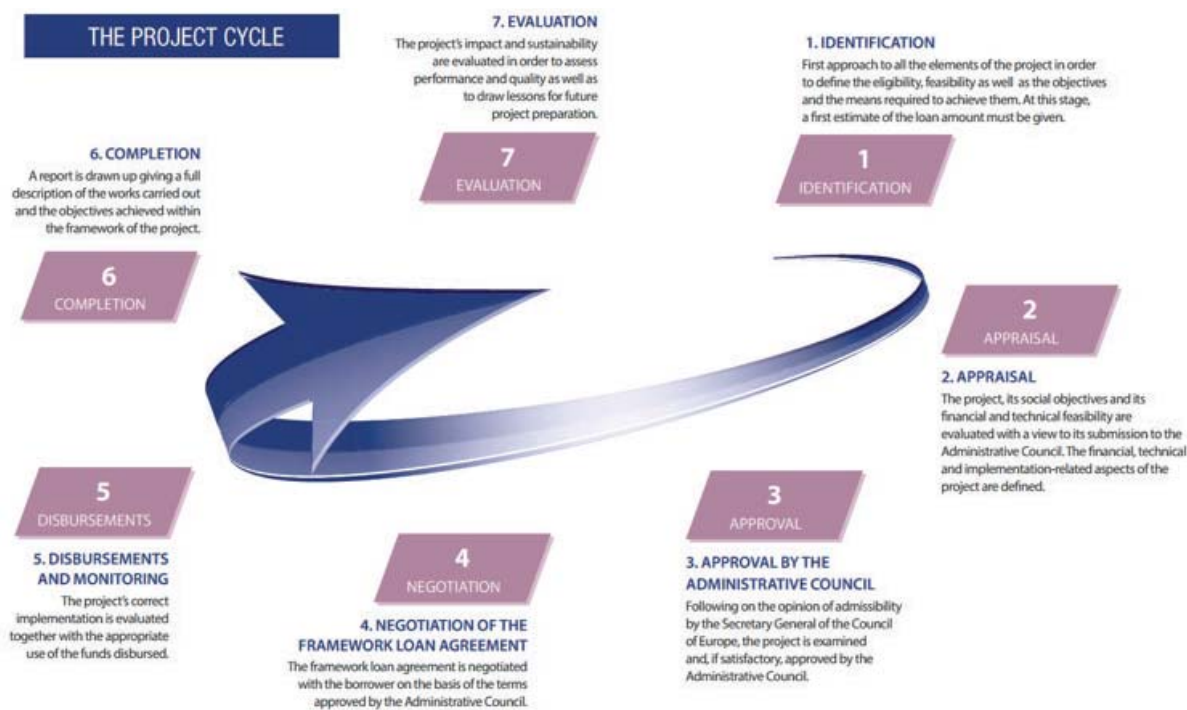 THE PROJECT CYCLE
7. EVALUATION
The project's impact and sustainability
are evaluated in order to assess
performance and quality as well as
to draw lessons for future
project preparation.
7
EVALUATION
1. IDENTIFICATION
First approach to all the elements of the project in order
to define the eligibility, feasibility as well as the objectives
and the means required to achieve them. At this stage,
a first estimate of the loan amount must be given.
1
IDENTIFICATION
6. COMPLETION
A report is drawn up giving a full
description of the works carried out
and the objectives achieved within
the framework of the project.
6
COMPLETION
2
APPRAISAL
2. APPRAISAL
The project, its social objectives and its
financial and technical feasibility are
evaluated with a view to its submission to the
Administrative Council. The financial, technical
and implementation-related aspects of the
project are defined.
5
DISBURSEMENTS
5. DISBURSEMENTS
AND MONITORING
The project's correct
implementation is evaluated
together with the appropriate
use of the funds disbursed.
4
NEGOTIATION
4. NEGOTIATION OF THE
FRAMEWORK LOAN AGREEMENT
The framework loan agreement is negotiated
with the borrower on the basis of the terms
approved by the Administrative Council.
3
APPROVAL
3. APPROVAL BY THE
ADMINISTRATIVE COUNCIL
Following on the opinion of admissibility
by the Secretary General of the Council
of Europe, the project is examined
and, if satisfactory, approved by the
Administrative Council.